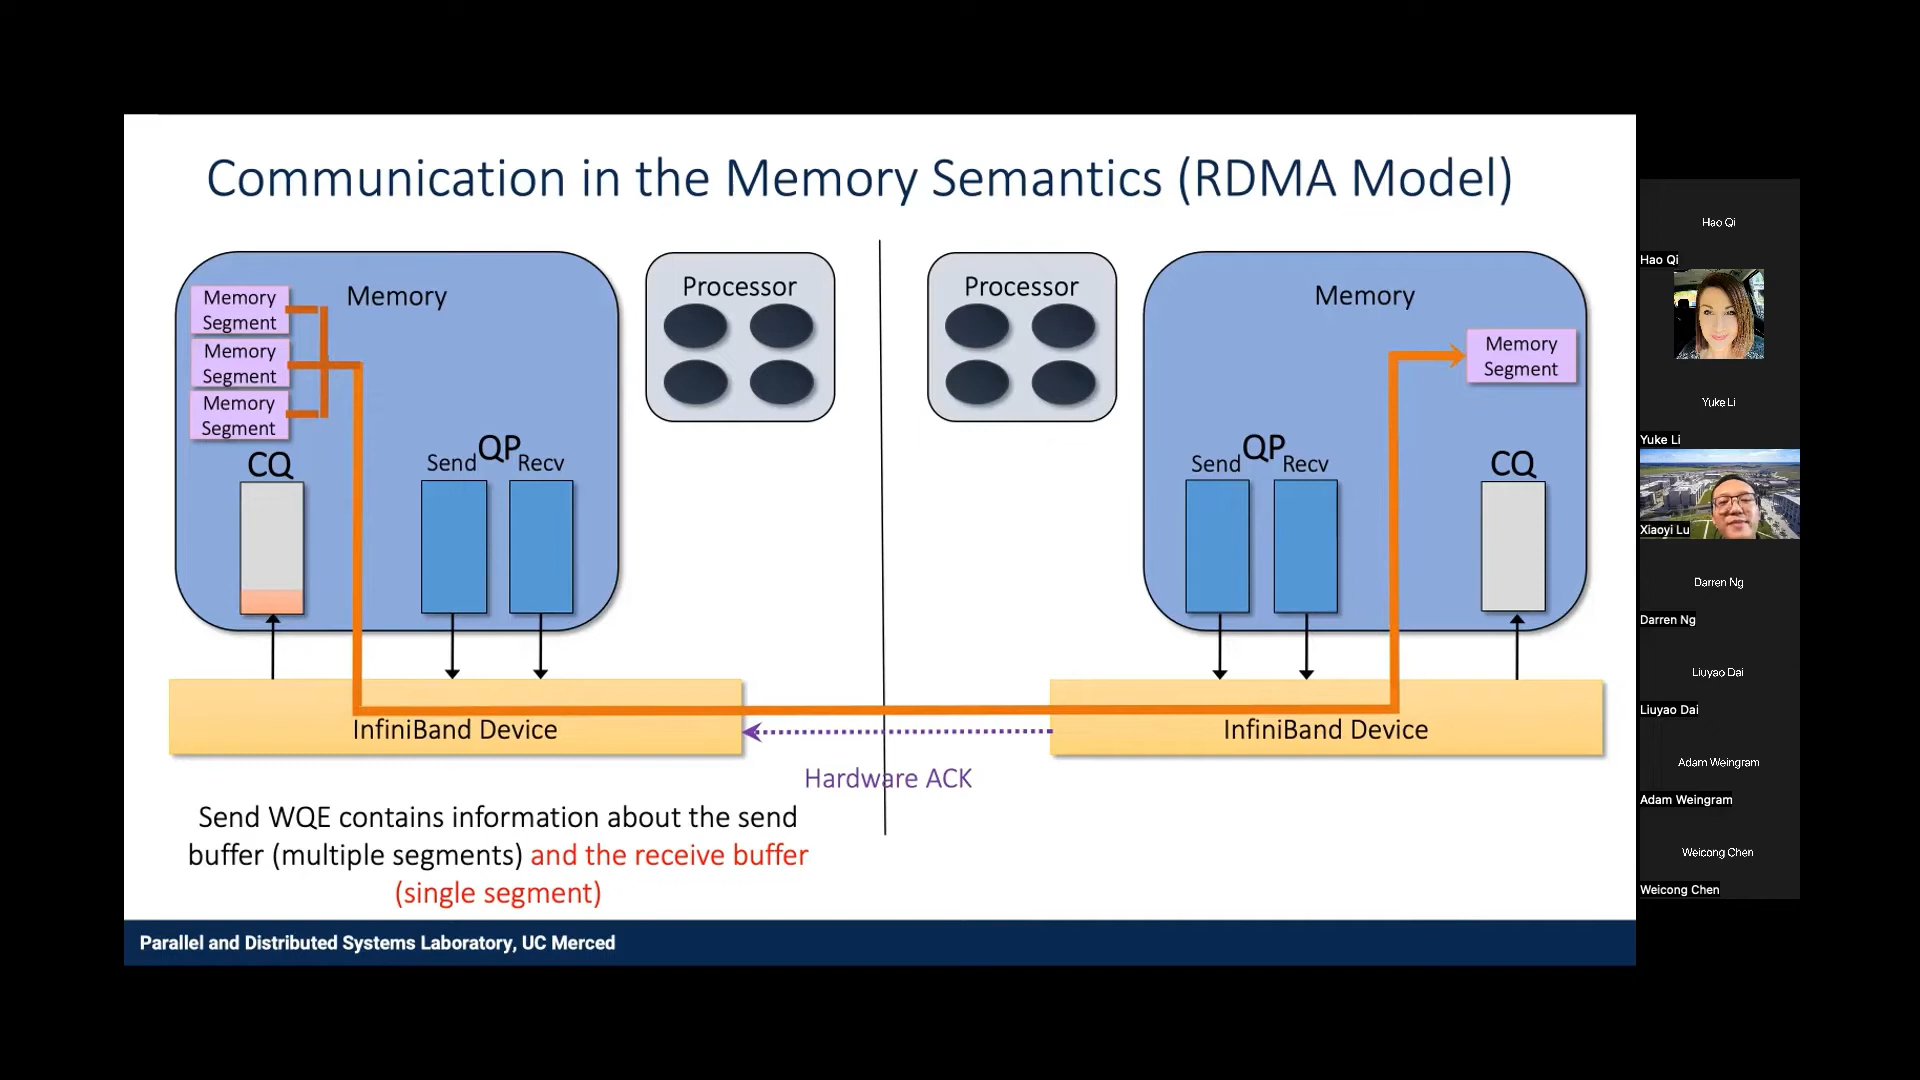 Communication in the Memory Semantics (RDMA Model)
Memory
Segment
Memory
Segment
Memory
Segment
Memory
CQ
Send QP Recv
Processor
Processor
Memory
Memory
Segment
Send QP Recv
CQ
InfiniBand Device
InfiniBand Device
Hardware ACK
Send WQE contains information about the send
buffer (multiple segments) and the receive buffer
(single segment)
Parallel and Distributed Systems Laboratory, UC Merced
Hao Qi
Hao Qi
Yuke Li
Yuke Li
Xiaoyi Lu
Darren Ng
Darren Ng
Liuyao Dai
Liuyao Dai
Adam Weingram
Adam Weingram
Weicong Chen
Weicong Chen